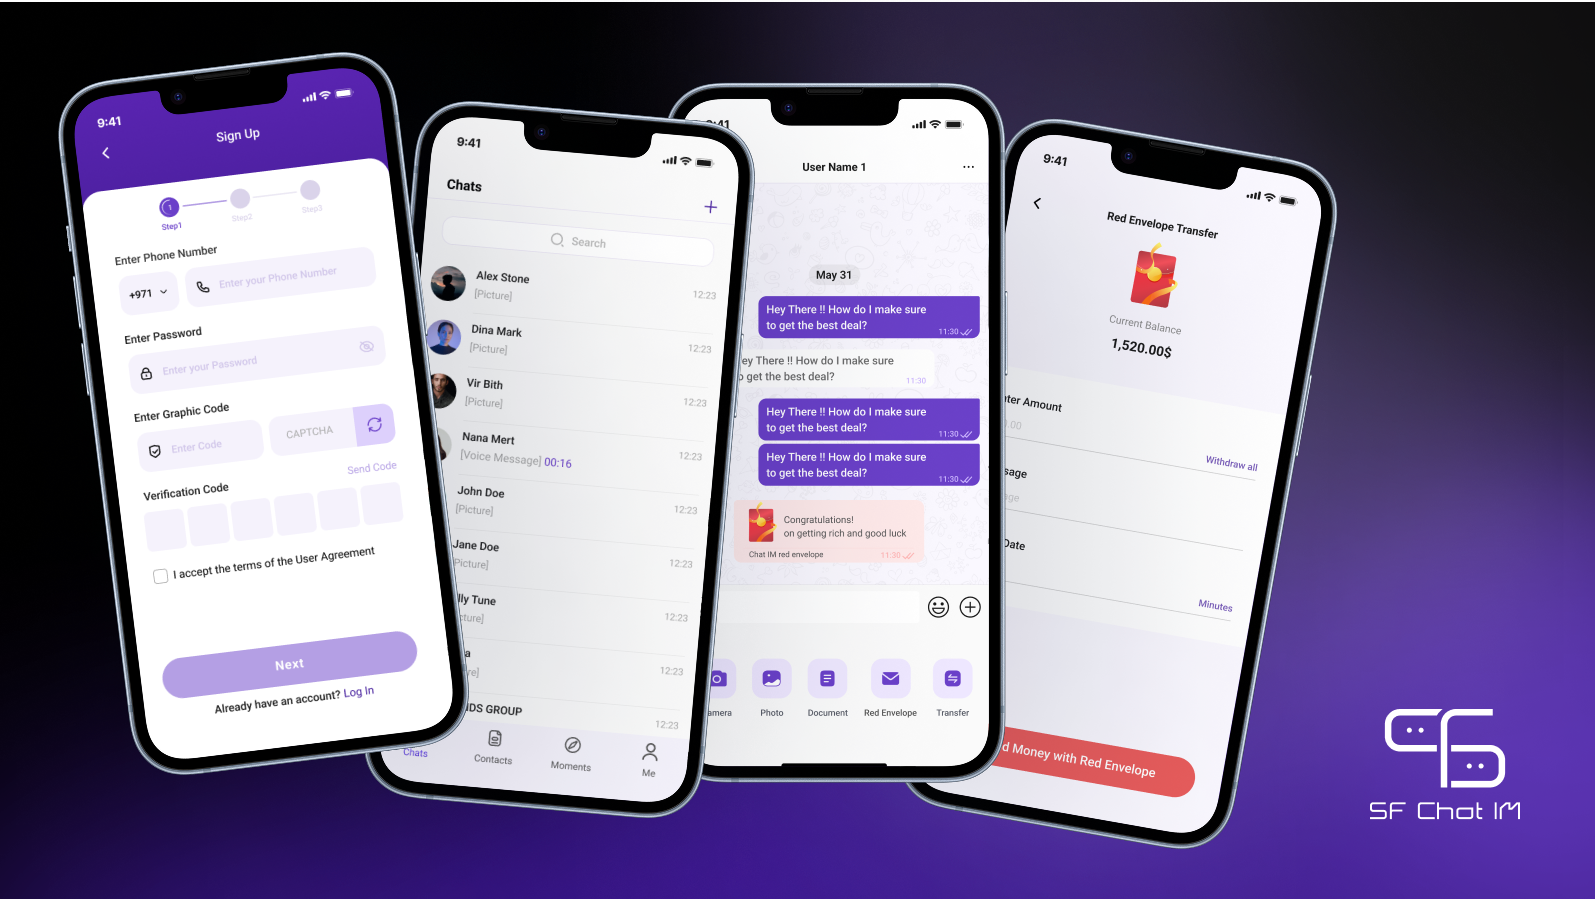 9:41
Sign Up
1
Step1
Step2
Step3
Enter Phone Number
+971
Enter your Phone Number
Enter Password
Enter your Password
Enter Graphic Code
Enter Code
CAPTCHA
Send Code
Verification Code
I accept the terms of the User Agreement
Next
Already have an account? Log In
9:41
Chats
Search
Alex Stone
[Picture]
12:23
Dina Mark
[Picture]
12:23
Vir Bith
[Picture]
12:23
Nana Mert
[Voice Message] 00:16
12:23
John Doe
[Picture]
12:23
Jane Doe
Picture]
12:23
lly Tune
cture]
12:23
a
re]
12:23
DS GROUP
12:23
Chats
Contacts
Moments
Me
9:41
User Name 1
May 31
Hey There !! How do I make sure
to get the best deal?
11:30
ey There !! How do I make sure
o get the best deal?
11:30
Hey There !! How do I make sure
to get the best deal?
11:30
Hey There !! How do I make sure
to get the best deal?
11:30
Congratulations!
on getting rich and good luck
Chat IM red envelope
11:30
amera
Photo
Document
Red Envelope
Transfer
9:41
Red Envelope Transfer
Current Balance
1,520.00$
ter Amount
.00
Withdraw all
sage
ge
Date
Minutes
d Money with Red Envelope
SF Chat IM